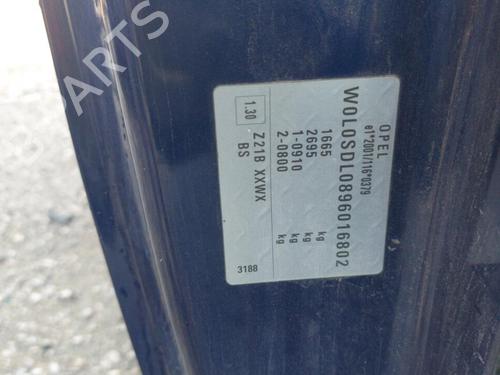 OPEL
e1*2001/116*0379
W0L0SDL0896016802
1665 kg
2695 kg
1-0910 kg
2-0800 kg
1.30 Z21B XXWX
BS
3188
PARTS